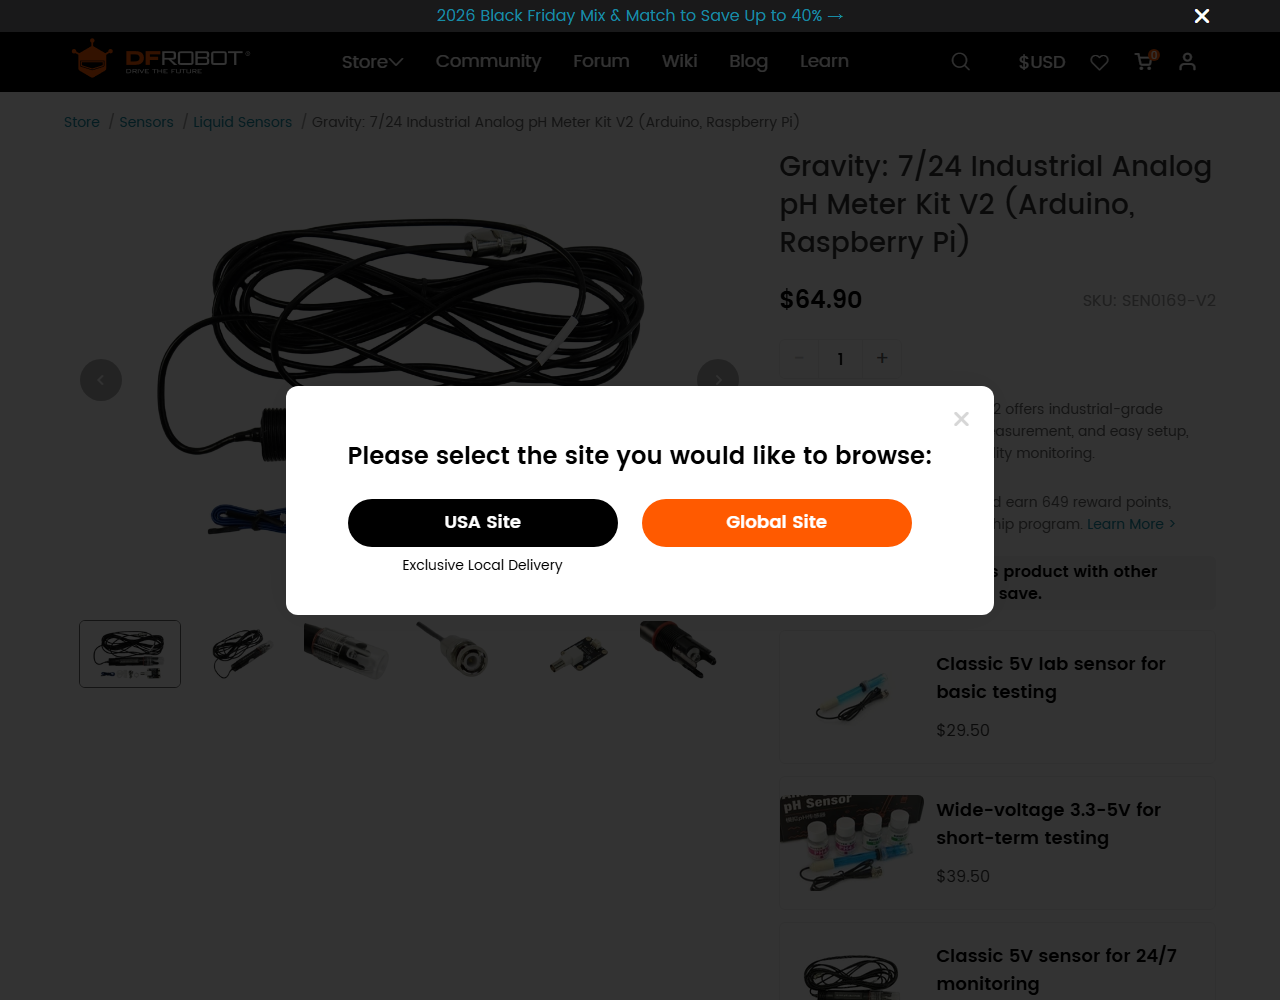 2026 Black Friday Mix & Match to Save Up to 40% →
DFROBOT
DRIVE THE FUTURE
Store
Community
Forum
Wiki
Blog
Learn
$USD
0
Store / Sensors / Liquid Sensors / Gravity: 7/24 Industrial Analog pH Meter Kit V2 (Arduino, Raspberry Pi)
Gravity: 7/24 Industrial Analog
pH Meter Kit V2 (Arduino,
Raspberry Pi)
$64.90
SKU: SEN0169-V2
− 1 +
2 offers industrial-grade
asurement, and easy setup,
lity monitoring.
Please select the site you would like to browse:
USA Site
Global Site
Exclusive Local Delivery
d earn 649 reward points,
hip program. Learn More >
s product with other
save.
Classic 5V lab sensor for
basic testing
$29.50
pH Sensor
Wide-voltage 3.3-5V for
short-term testing
$39.50
Classic 5V sensor for 24/7
monitoring